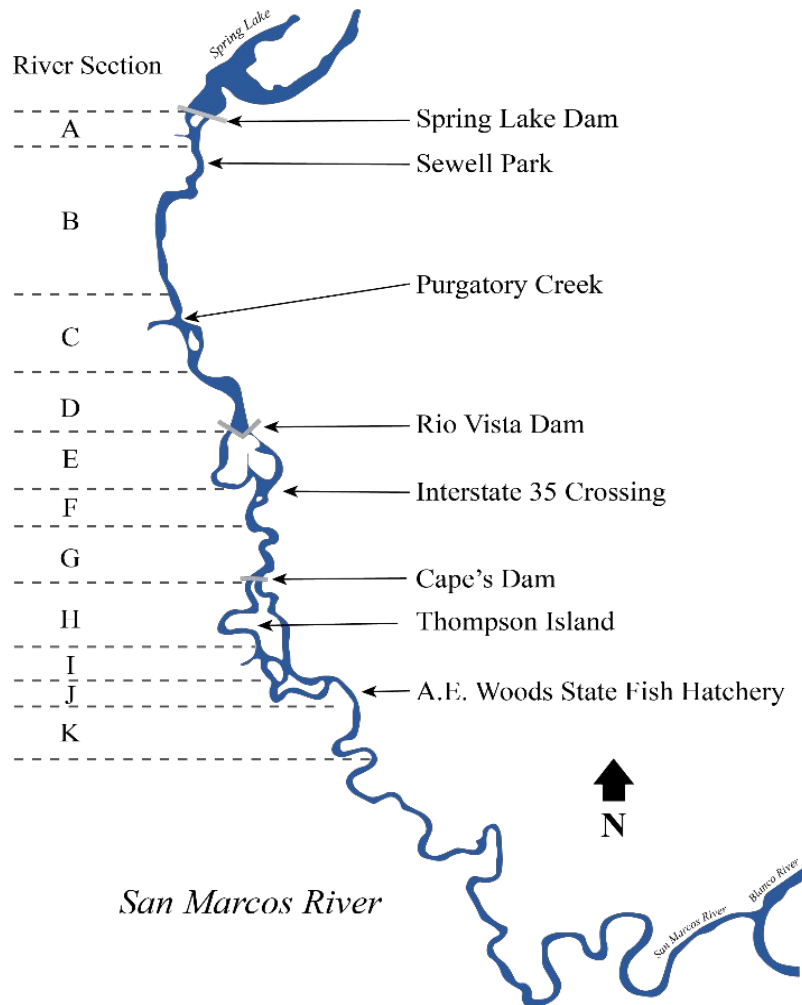 Spring Lake
River Section
A
Spring Lake Dam
Sewell Park
B
Purgatory Creek
C
D
Rio Vista Dam
E
Interstate 35 Crossing
F
G
Cape's Dam
H
Thompson Island
I
J
A.E. Woods State Fish Hatchery
K
N
San Marcos River
San Marcos River
Blanco River